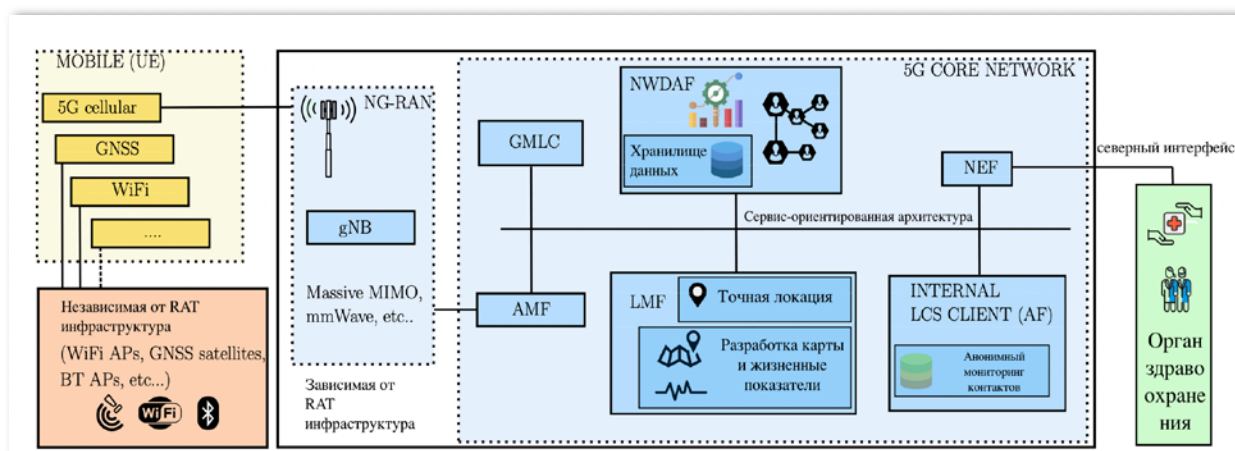 MOBILE (UE)
5G cellular
GNSS
WiFi
....
Независимая от RAT
инфраструктура
(WiFi APs, GNSS satellites,
BT APs, etc...)
WiFi
NG-RAN
gNB
Massive MIMO,
mmWave, etc..
Зависимая от
RAT
инфраструктура
5G CORE NETWORK
GMLC
AMF
NWDAF
Хранилище
данных
NEF
Сервис-ориентированная архитектура
LMF
Точная локация
Разработка карты
и жизненные
показатели
INTERNAL
LCS CLIENT (AF)
Анонимный
мониторинг
контактов
северный интерфейс
Орган
здраво
охране
ния